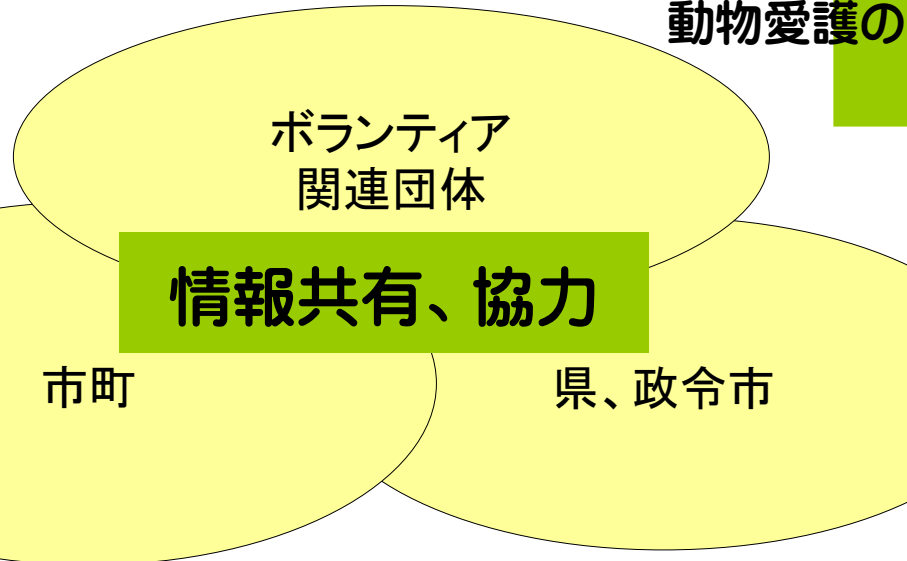 動物愛護の
ボランティア
関連団体
情報共有、協力
市町
県、政令市